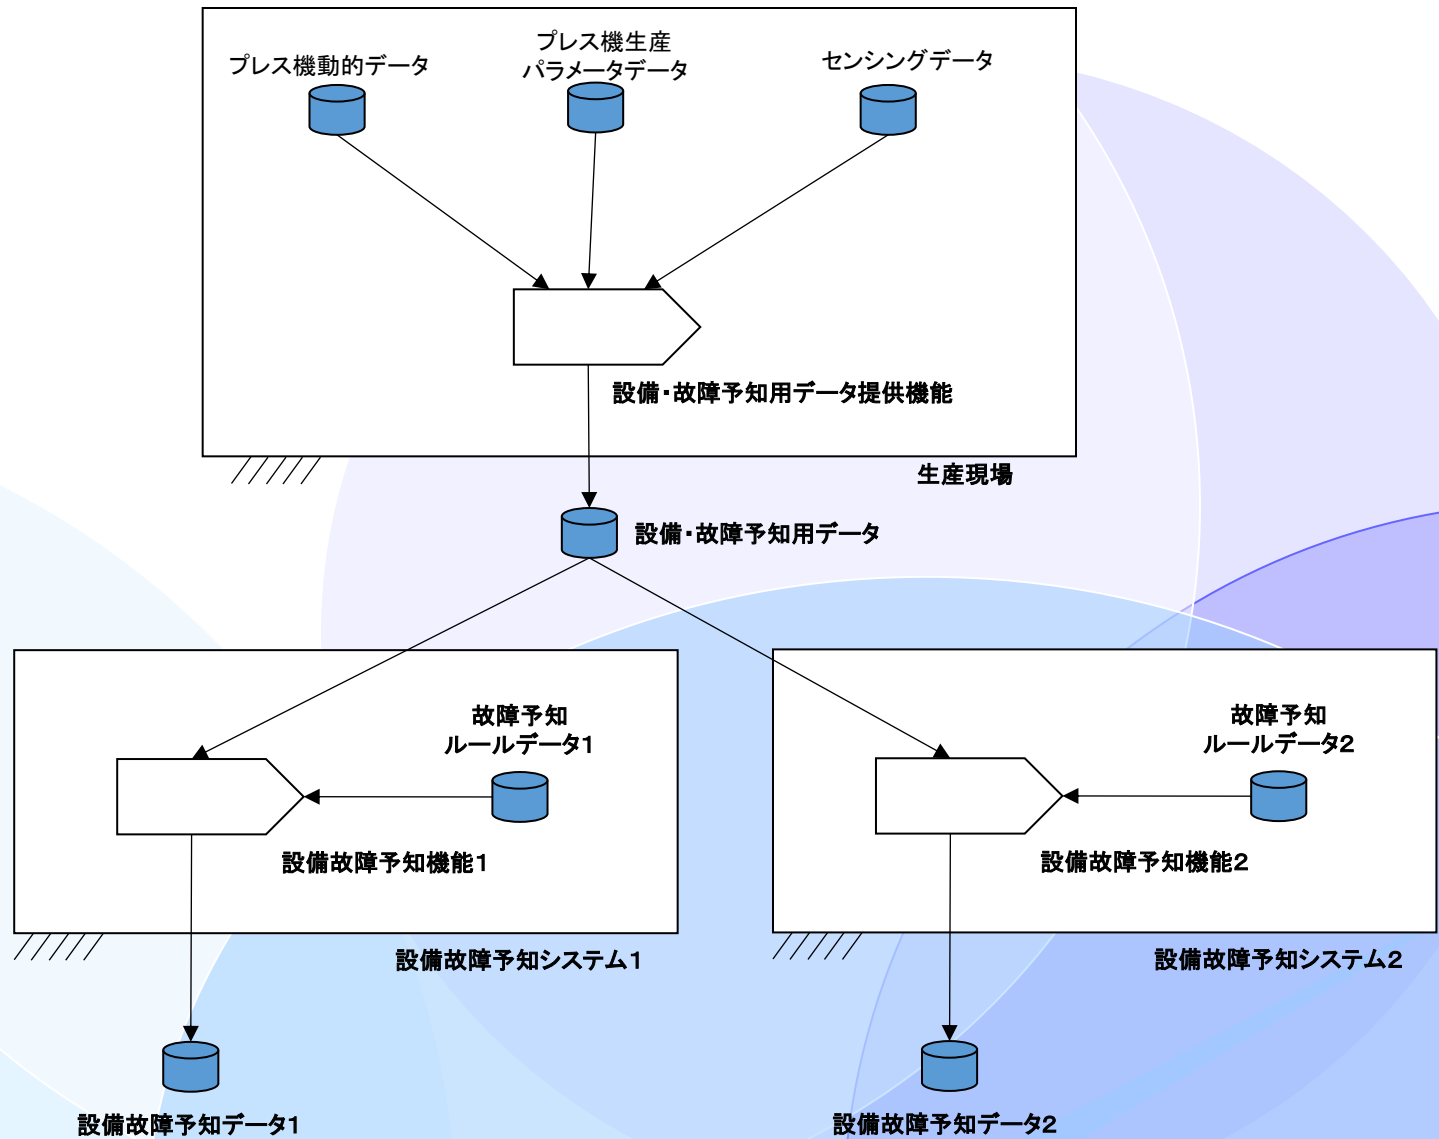 プレス機動的データ
プレス機生産
パラメータデータ
センシングデータ
設備・故障予知用データ提供機能
生産現場
設備・故障予知用データ
故障予知
ルールデータ1
設備故障予知機能1
設備故障予知システム1
故障予知
ルールデータ2
設備故障予知機能2
設備故障予知システム2
設備故障予知データ1
設備故障予知データ2